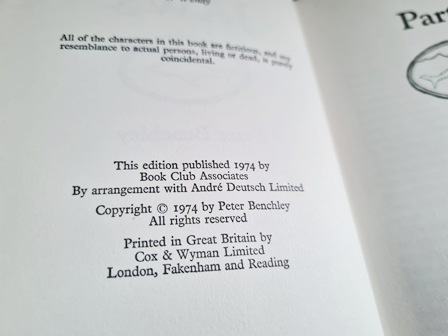 All of the characters in this book are fictitious, and any
resemblance to actual persons, living or dead, is purely
coincidental.
This edition published 1974 by
Book Club Associates
By arrangement with André Deutsch Limited
Copyright © 1974 by Peter Benchley
All rights reserved
Printed in Great Britain by
Cox & Wyman Limited
London, Fakenham and Reading
Par